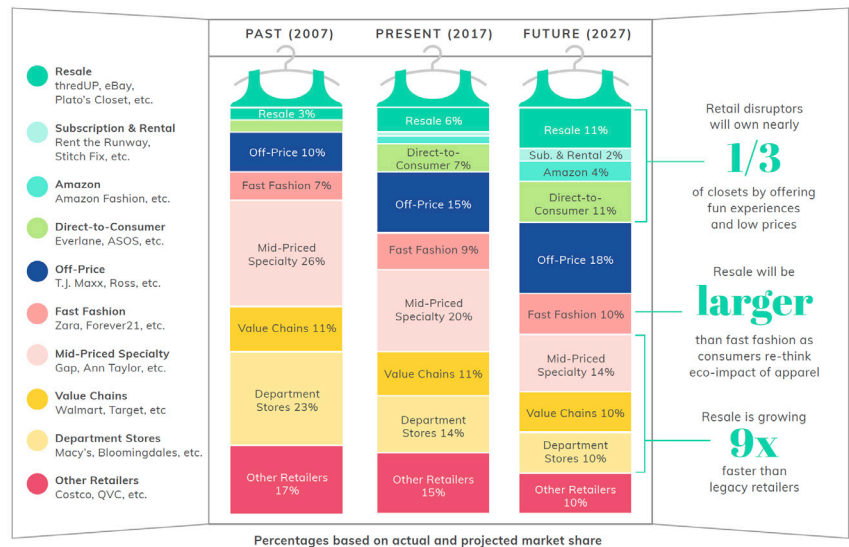 PAST (2007)
PRESENT (2017)
FUTURE (2027)
Resale
thredUP, eBay,
Plato's Closet, etc.
Subscription & Rental
Rent the Runway,
Stitch Fix, etc.
Amazon
Amazon Fashion, etc.
Direct-to-Consumer
Everlane, ASOS, etc.
Off-Price
T.J. Maxx, Ross, etc.
Fast Fashion
Zara, Forever21, etc.
Mid-Priced Specialty
Gap, Ann Taylor, etc.
Value Chains
Walmart, Target, etc
Department Stores
Macy's, Bloomingdales, etc.
Other Retailers
Costco, QVC, etc.
Resale 3%
Off-Price 10%
Fast Fashion 7%
Mid-Priced
Specialty 26%
Value Chains 11%
Department
Stores 23%
Other Retailers
17%
Resale 6%
Direct-to-
Consumer 7%
Off-Price 15%
Fast Fashion 9%
Mid-Priced
Specialty 20%
Value Chains 11%
Department
Stores 14%
Other Retailers
15%
Resale 11%
Sub. & Rental 2%
Amazon 4%
Direct-to-
Consumer 11%
Off-Price 18%
Fast Fashion 10%
Mid-Priced
Specialty 14%
Value Chains 10%
Department
Stores 10%
Other Retailers
10%
Retail disruptors
will own nearly
1/3
of closets by offering
fun experiences
and low prices
Resale will be
larger
than fast fashion as
consumers re-think
eco-impact of apparel
Resale is growing
9x
faster than
legacy retailers
Percentages based on actual and projected market share